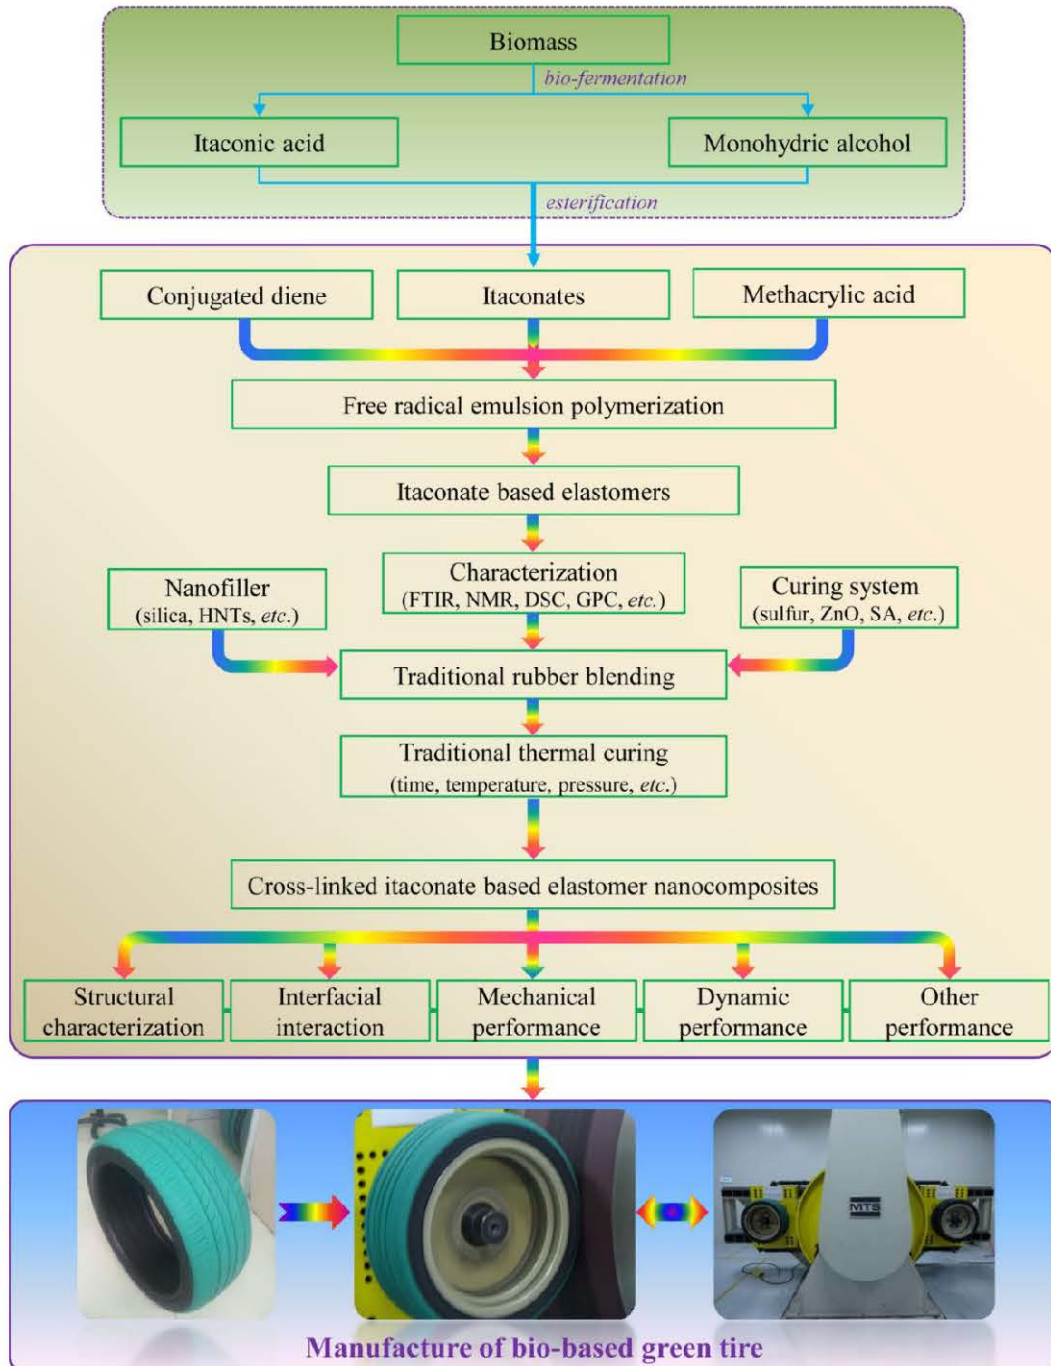 Biomass
bio-fermentation
Itaconic acid
Monohydric alcohol
esterification
Conjugated diene
Itaconates
Methacrylic acid
Free radical emulsion polymerization
Itaconate based elastomers
Nanofiller
(silica, HNTs, etc.)
Characterization
(FTIR, NMR, DSC, GPC, etc.)
Curing system
(sulfur, ZnO, SA, etc.)
Traditional rubber blending
Traditional thermal curing
(time, temperature, pressure, etc.)
Cross-linked itaconate based elastomer nanocomposites
Structural
characterization
Interfacial
interaction
Mechanical
performance
Dynamic
performance
Other
performance
MTS
Manufacture of bio-based green tire